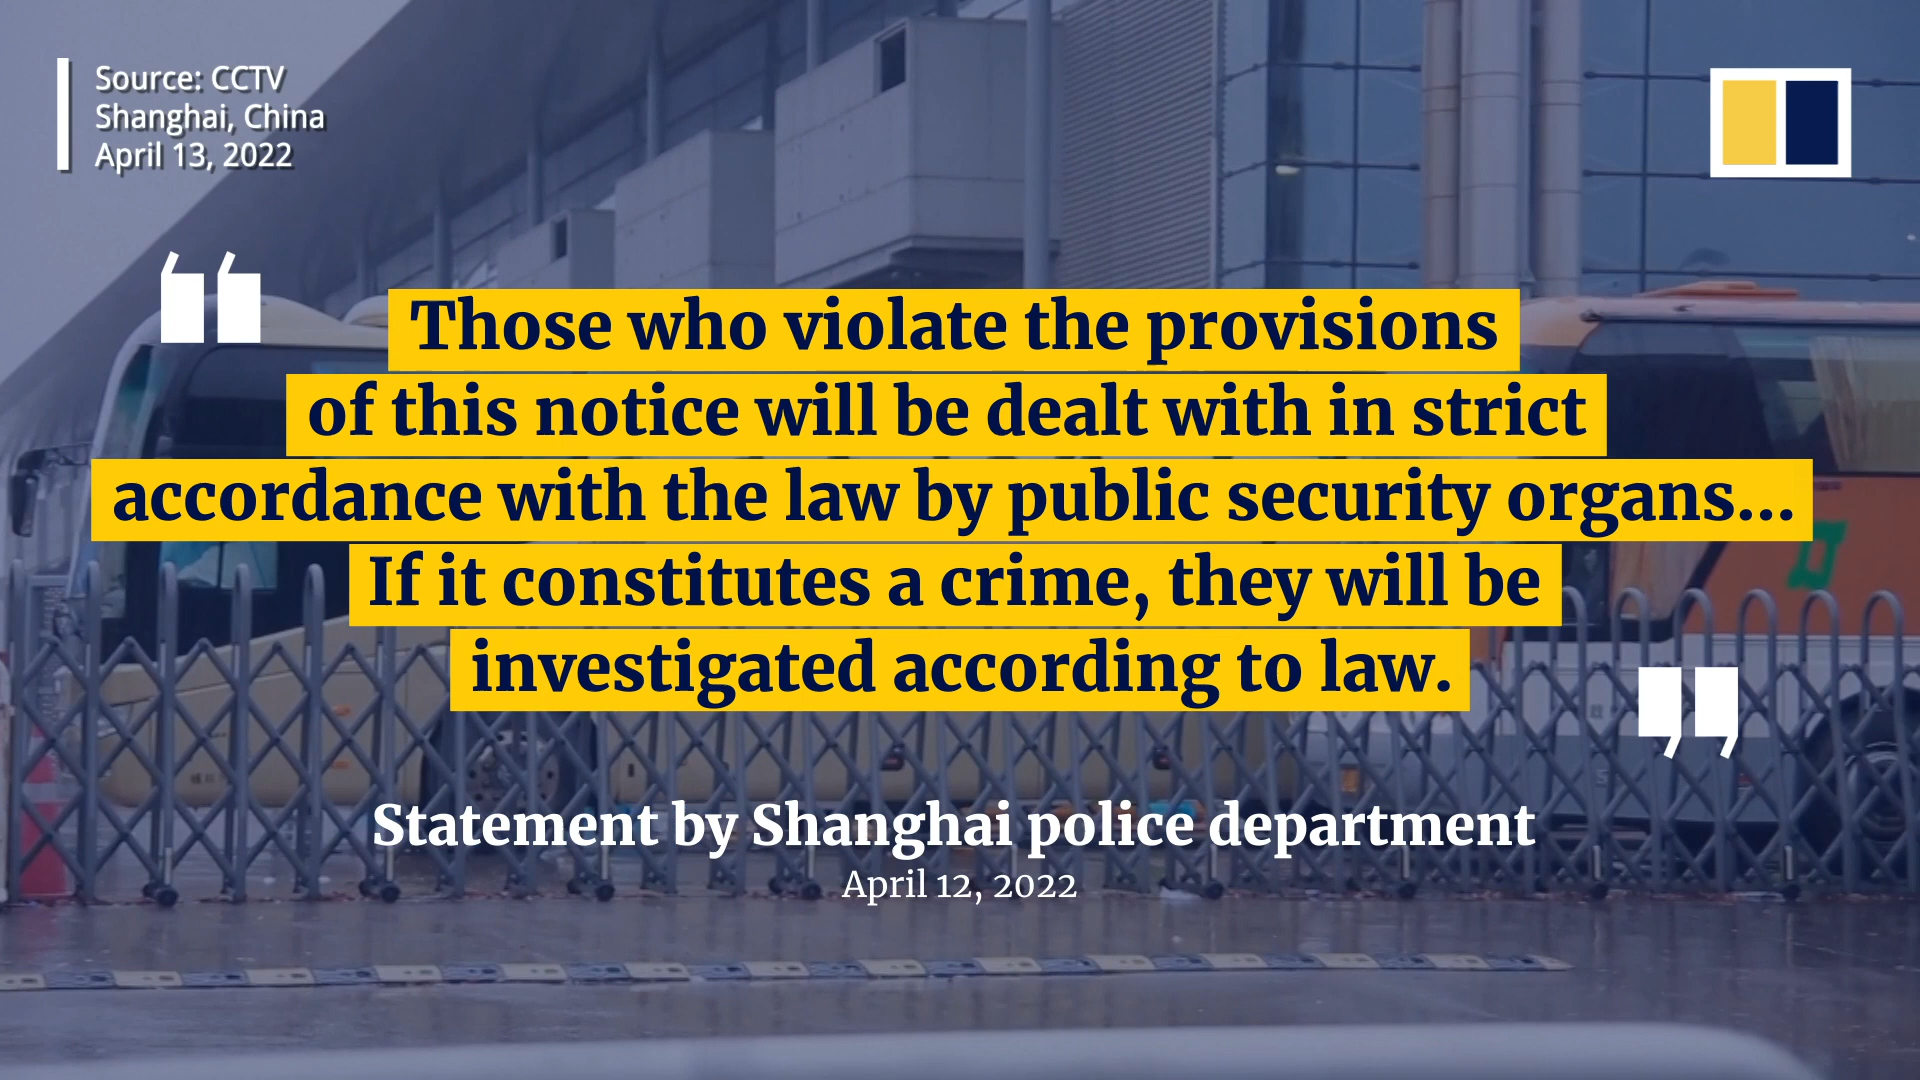 Source: CCTV
Shanghai, China
April 13, 2022
“
Those who violate the provisions
of this notice will be dealt with in strict
accordance with the law by public security organs...
If it constitutes a crime, they will be
investigated according to law.
”
Statement by Shanghai police department
April 12, 2022